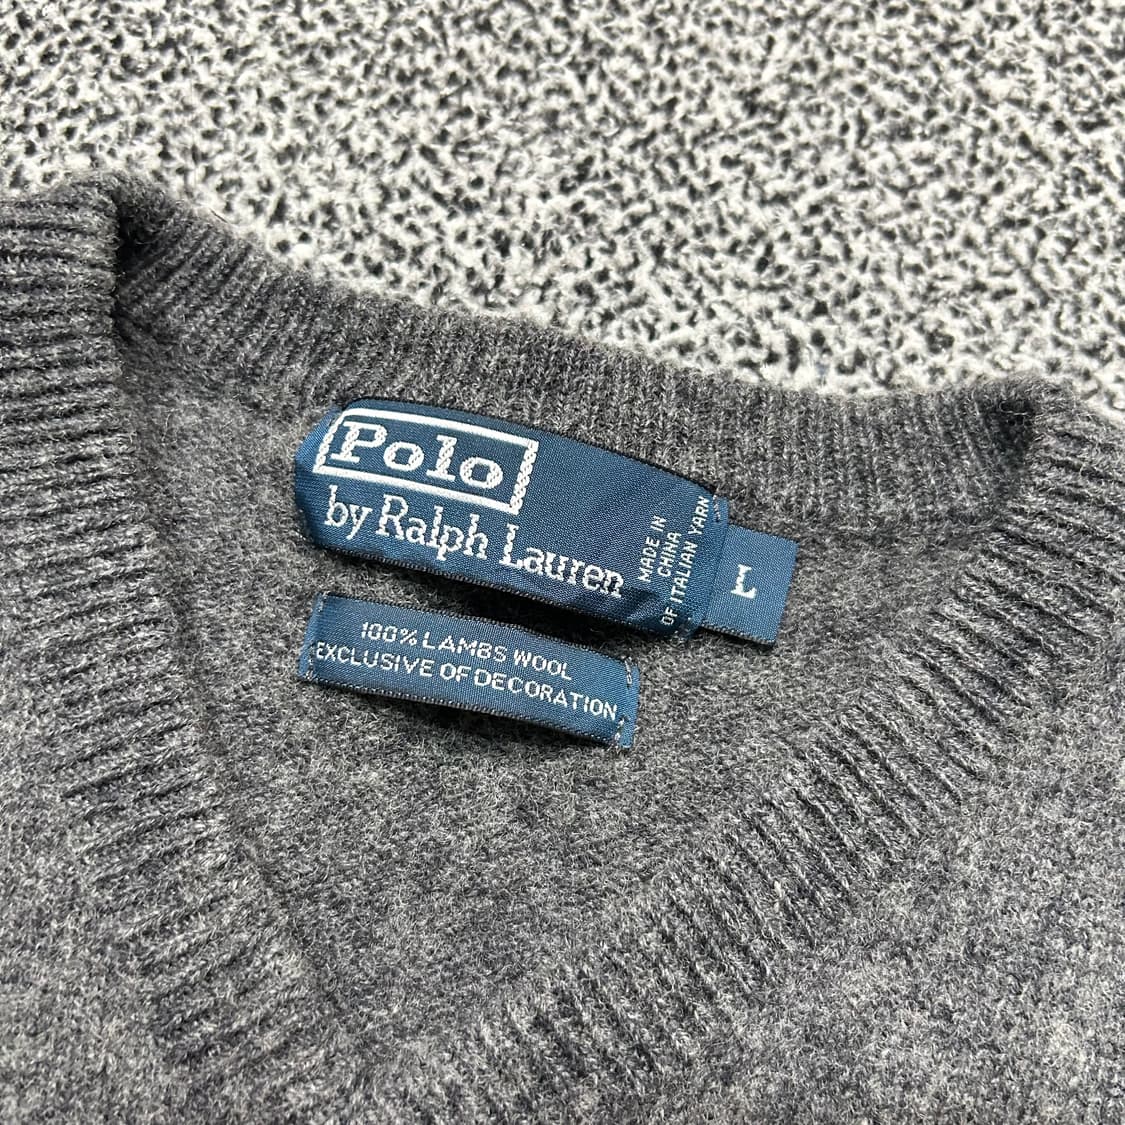 Polo
by Ralph Lauren
MADE IN
CHINA
OF ITALIAN YARN
L
100% LAMBS WOOL
EXCLUSIVE OF DECORATION